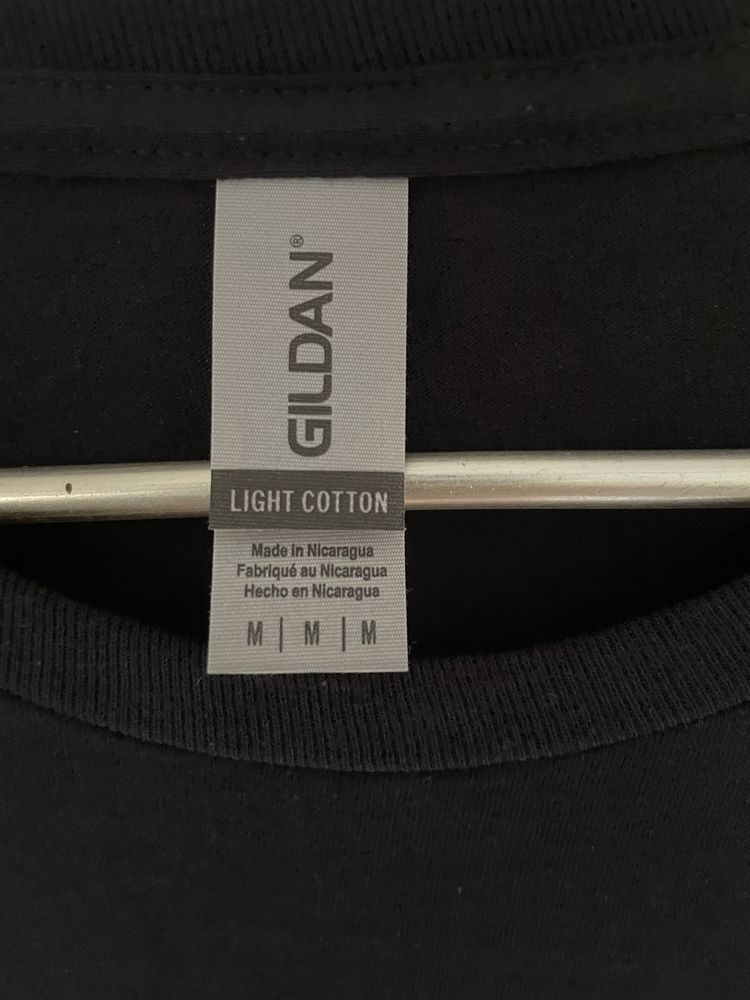 GILDAN®
LIGHT COTTON
Made in Nicaragua
Fabriqué au Nicaragua
Hecho en Nicaragua
M | M | M